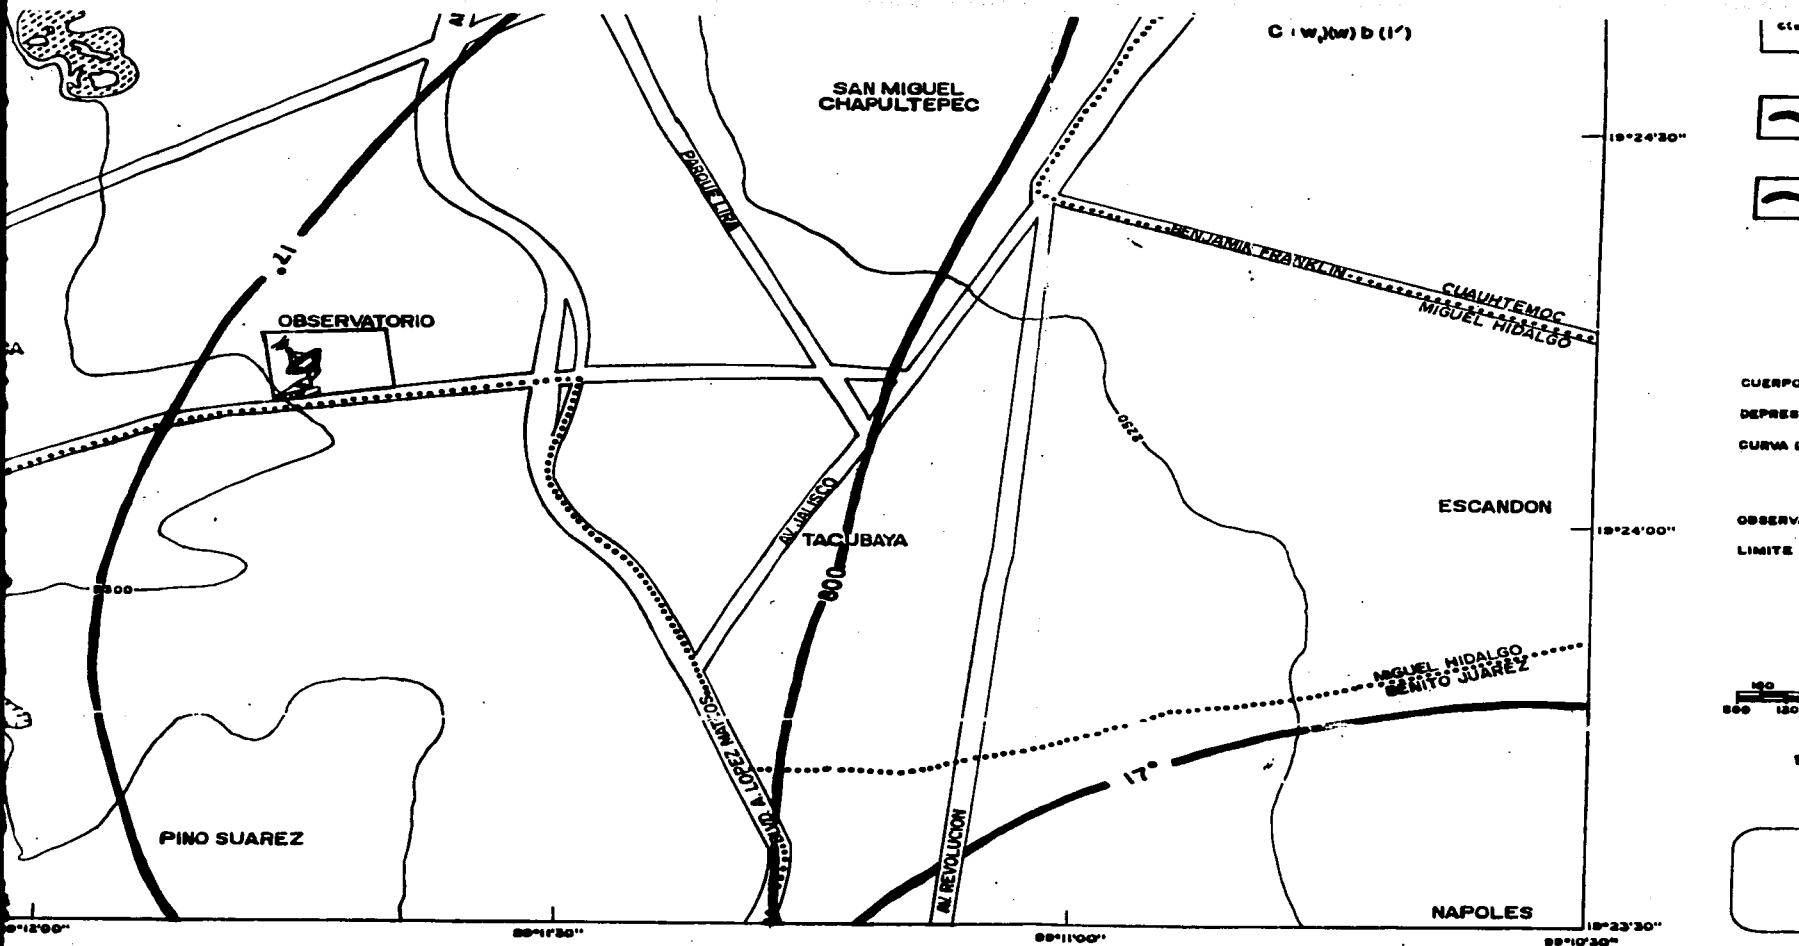 C (w₁)(w) b (i')
SAN MIGUEL
CHAPULTEPEC
19°24'30"
PARQUE LIRA
BENJAMIN FRANKLIN
17°
CUAUHTEMOC
MIGUEL HIDALGO
OBSERVATORIO
CA
CUERPO
DEPRES
CURVA
2250
ESCANDON
OBSERV
19°24'00"
AV. JALISCO
TACUBAYA
LIMITE
800
2300
MIGUEL HIDALGO
BENITO JUAREZ
BLVD. A. LOPEZ MATEOS
17°
PINO SUAREZ
AV. REVOLUCION
NAPOLES
19°23'30"
99°12'00"
99°11'30"
99°11'00"
99°10'30"